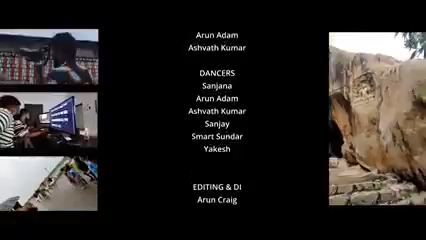 Arun Adam
Ashvath Kumar
DANCERS
Sanjana
Arun Adam
Ashvath Kumar
Sanjay
Smart Sundar
Yakesh
EDITING & DI
Arun Craig